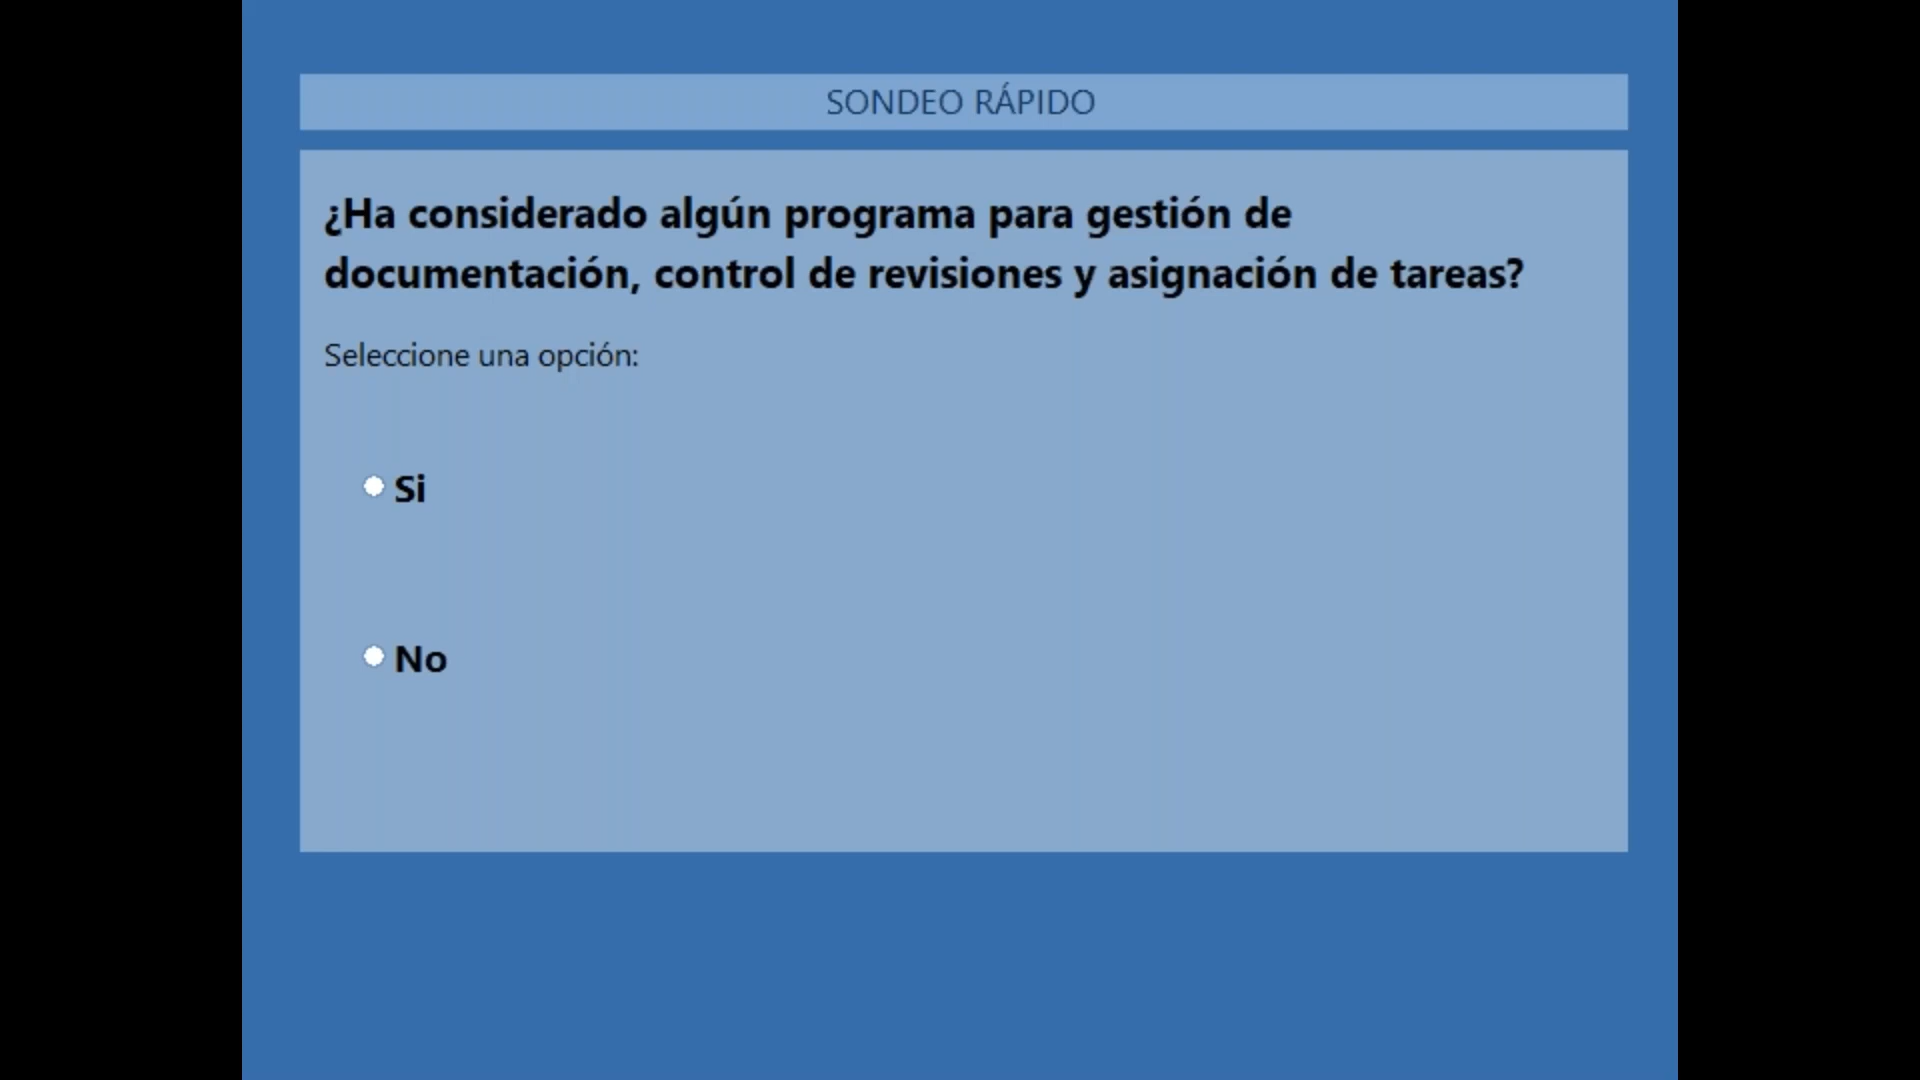 SONDEO RÁPIDO
¿Ha considerado algún programa para gestión de
documentación, control de revisiones y asignación de tareas?
Seleccione una opción:
Si
No